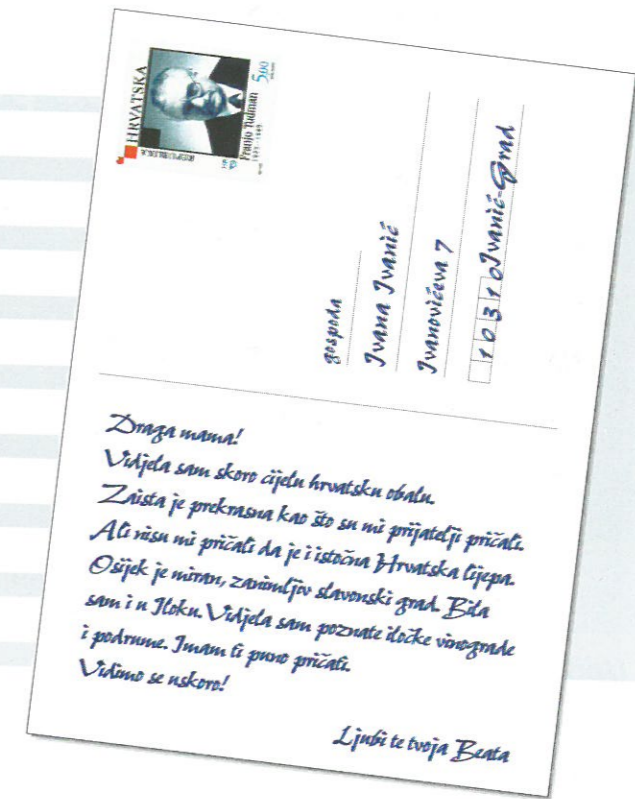 REPUBLIKA
HRVATSKA
Franjo Tuđman
5,00
gospoda
Ivana Ivanić
Ivanovićeva 7
10310 Ivanić-Grad
Draga mama!
Vidjela sam skoro cijelu hrvatsku obalu.
Zaista je prekrasna kao što su mi prijatelji pričali.
Ali nisu mi pričali da je i istočna Hrvatska lijepa.
Osijek je miran, zanimljiv slavonski grad. Bila
sam i u Iloku. Vidjela sam poznate iločke vinograde
i podrume. Imam ti puno pričati.
Vidimo se uskoro!
Ljubi te tvoja Beata